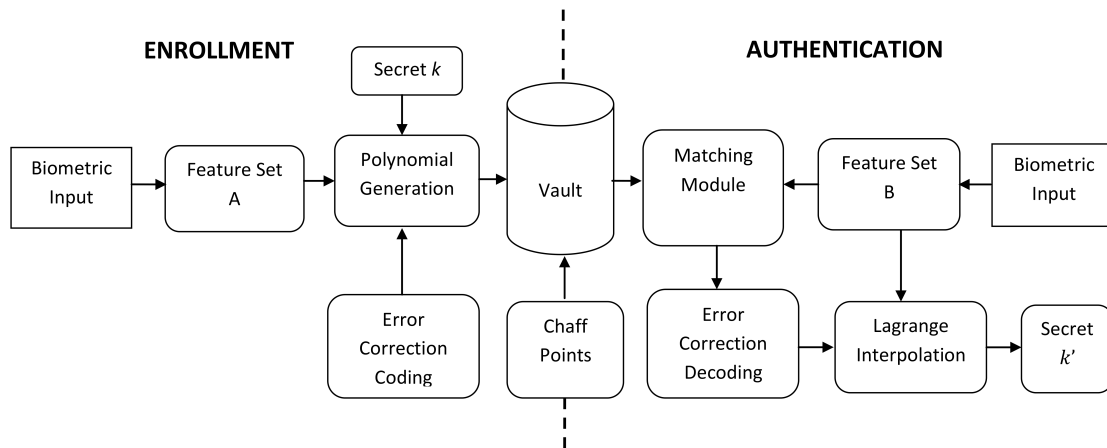 ENROLLMENT
AUTHENTICATION
Secret k
Biometric
Input
Feature Set
A
Polynomial
Generation
Vault
Matching
Module
Feature Set
B
Biometric
Input
Error
Correction
Coding
Chaff
Points
Error
Correction
Decoding
Lagrange
Interpolation
Secret
k'